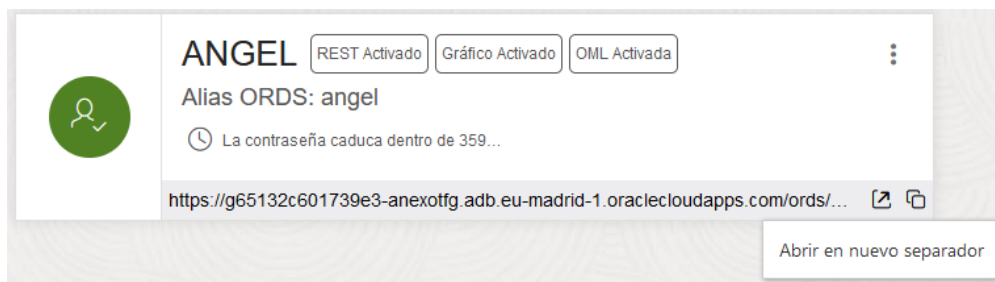 ANGEL REST Activado Gráfico Activado OML Activada
Alias ORDS: angel
La contraseña caduca dentro de 359...
https://g65132c601739e3-anexotfg.adb.eu-madrid-1.oraclecloudapps.com/ords/...
Abrir en nuevo separador